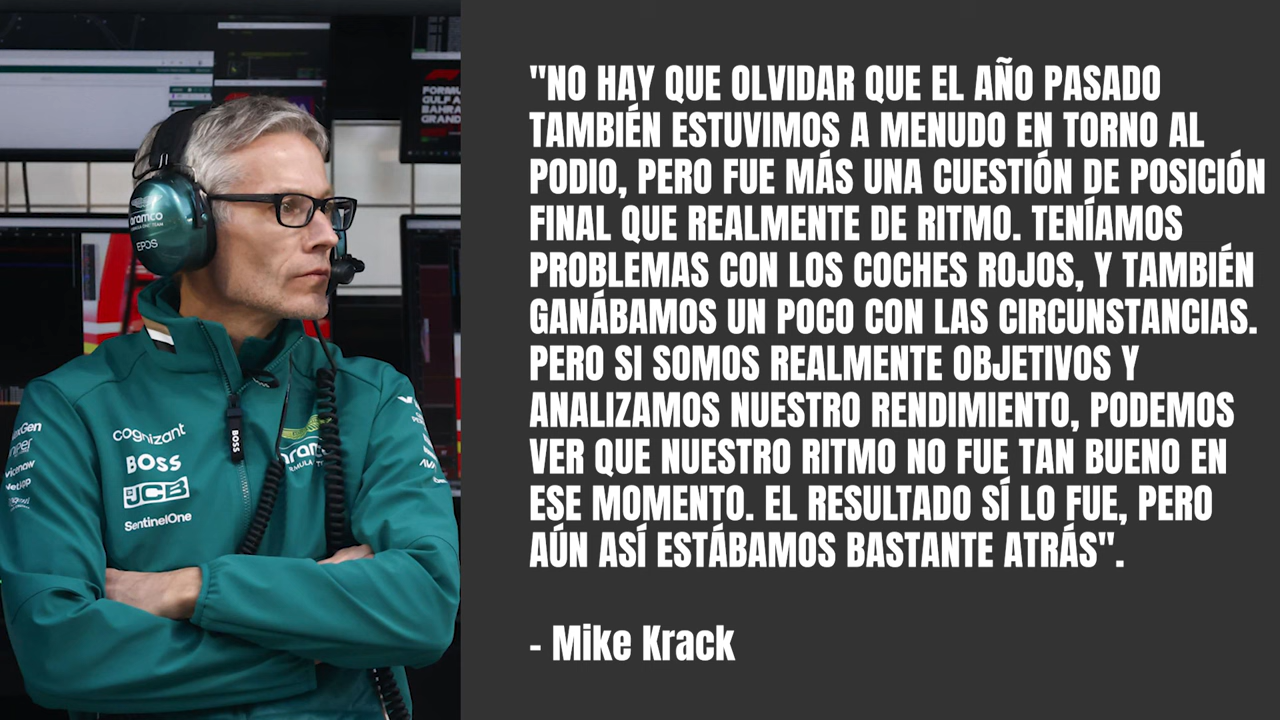 "NO HAY QUE OLVIDAR QUE EL AÑO PASADO
TAMBIÉN ESTUVIMOS A MENUDO EN TORNO AL
PODIO, PERO FUE MÁS UNA CUESTIÓN DE POSICIÓN
FINAL QUE REALMENTE DE RITMO. TENÍAMOS
PROBLEMAS CON LOS COCHES ROJOS, Y TAMBIÉN
GANÁBAMOS UN POCO CON LAS CIRCUNSTANCIAS.
PERO SI SOMOS REALMENTE OBJETIVOS Y
ANALIZAMOS NUESTRO RENDIMIENTO, PODEMOS
VER QUE NUESTRO RITMO NO FUE TAN BUENO EN
ESE MOMENTO. EL RESULTADO SÍ LO FUE, PERO
AÚN ASÍ ESTÁBAMOS BASTANTE ATRÁS".
- Mike Krack
aramco
EPOS
cognizant
BOSS
JCB
SentinelOne
BOSS